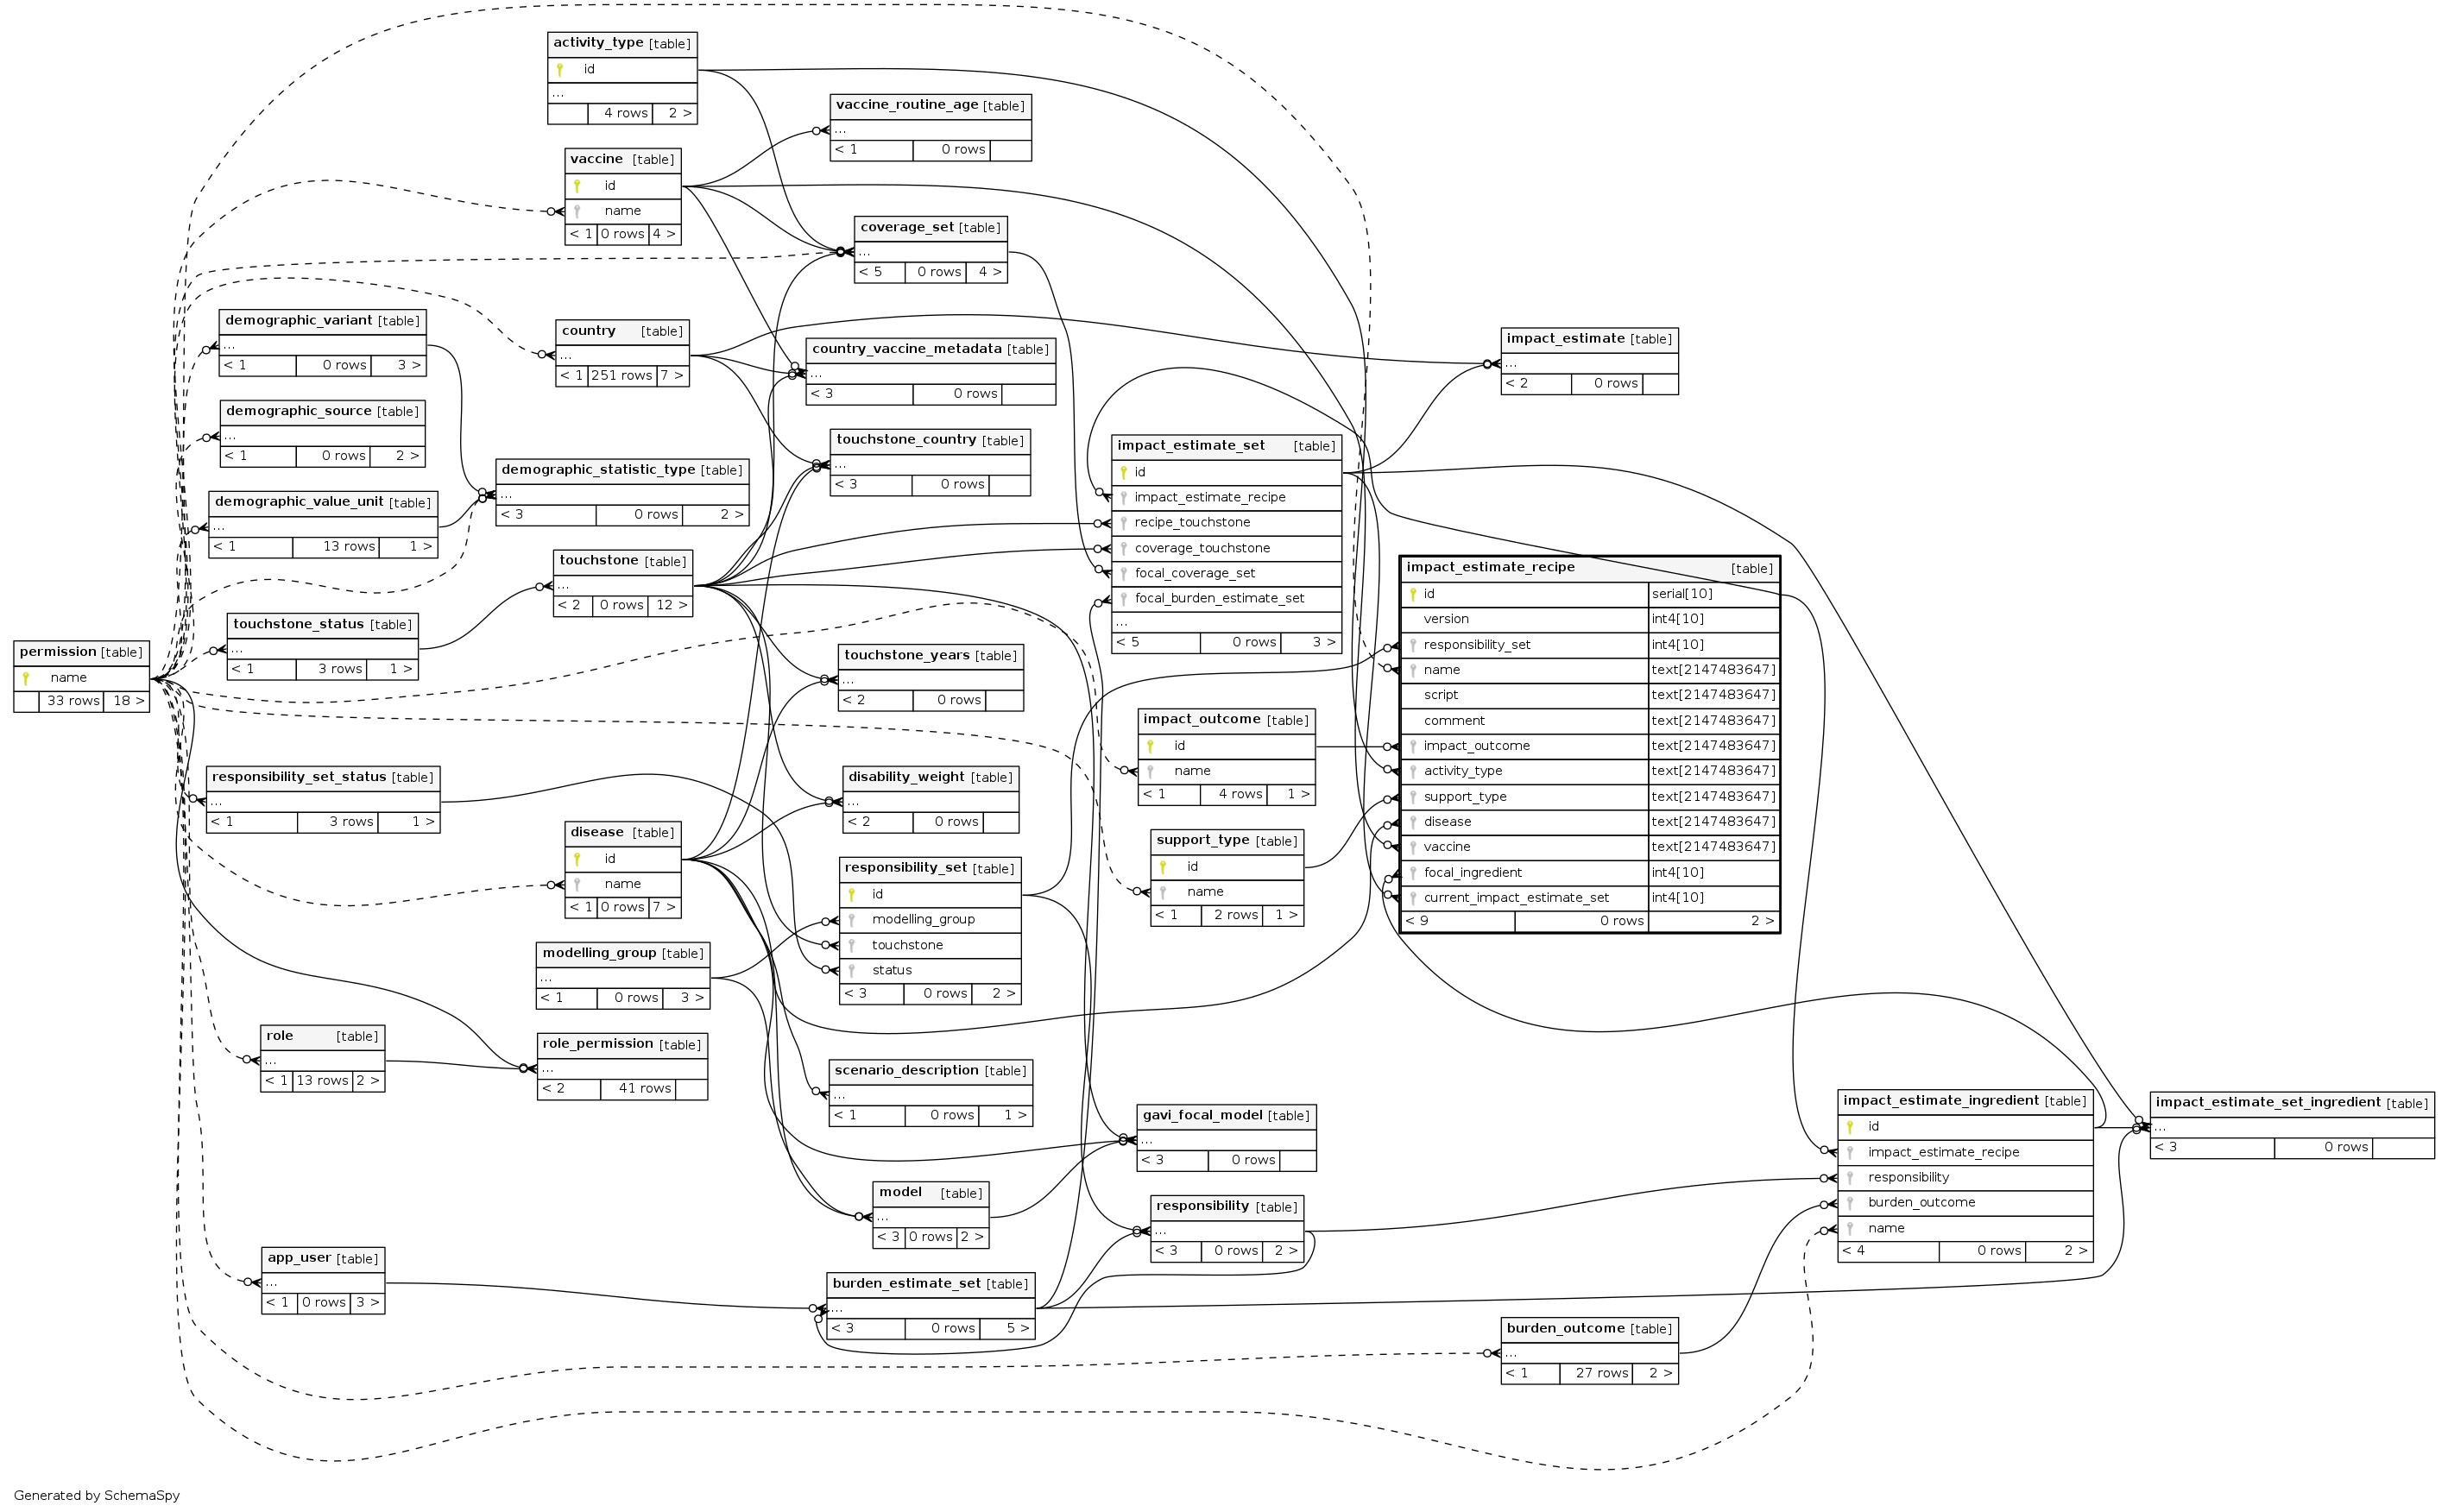 activity_type [table]
id
...
4 rows 2 >
vaccine_routine_age [table]
...
< 1 0 rows
vaccine [table]
id
name
< 1 0 rows 4 >
coverage_set [table]
...
< 5 0 rows 4 >
demographic_variant [table]
...
< 1 0 rows 3 >
country [table]
...
< 1 251 rows 7 >
country_vaccine_metadata [table]
...
< 3 0 rows
impact_estimate [table]
...
< 2 0 rows
demographic_source [table]
...
< 1 0 rows 2 >
touchstone_country [table]
...
< 3 0 rows
demographic_statistic_type [table]
...
< 3 0 rows 2 >
demographic_value_unit [table]
...
< 1 13 rows 1 >
impact_estimate_set [table]
id
impact_estimate_recipe
recipe_touchstone
coverage_touchstone
focal_coverage_set
focal_burden_estimate_set
...
< 5 0 rows 3 >
touchstone [table]
...
< 2 0 rows 12 >
impact_estimate_recipe [table]
id serial[10]
version int4[10]
responsibility_set int4[10]
name text[2147483647]
script text[2147483647]
comment text[2147483647]
impact_outcome text[2147483647]
activity_type text[2147483647]
support_type text[2147483647]
disease text[2147483647]
vaccine text[2147483647]
focal_ingredient int4[10]
current_impact_estimate_set int4[10]
< 9 0 rows 2 >
touchstone_status [table]
...
< 1 3 rows 1 >
permission [table]
name
33 rows 18 >
touchstone_years [table]
...
< 2 0 rows
impact_outcome [table]
id
name
< 1 4 rows 1 >
responsibility_set_status [table]
...
< 1 3 rows 1 >
disability_weight [table]
...
< 2 0 rows
disease [table]
id
name
< 1 0 rows 7 >
support_type [table]
id
name
< 1 2 rows 1 >
responsibility_set [table]
id
modelling_group
touchstone
status
< 3 0 rows 2 >
modelling_group [table]
...
< 1 0 rows 3 >
role [table]
...
< 1 13 rows 2 >
role_permission [table]
...
< 2 41 rows
scenario_description [table]
...
< 1 0 rows 1 >
gavi_focal_model [table]
...
< 3 0 rows
impact_estimate_ingredient [table]
id
impact_estimate_recipe
responsibility
burden_outcome
name
< 4 0 rows 2 >
impact_estimate_set_ingredient [table]
...
< 3 0 rows
model [table]
...
< 3 0 rows 2 >
responsibility [table]
...
< 3 0 rows 2 >
app_user [table]
...
< 1 0 rows 3 >
burden_estimate_set [table]
...
< 3 0 rows 5 >
burden_outcome [table]
...
< 1 27 rows 2 >
Generated by SchemaSpy